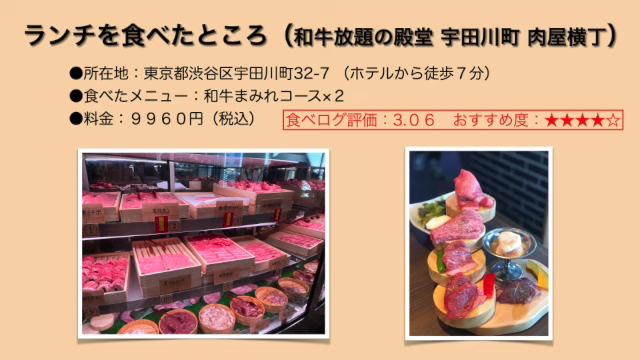 ランチを食べたところ（和牛放題の殿堂 宇田川町 肉屋横丁）
●所在地：東京都渋谷区宇田川町32-7 （ホテルから徒歩７分）
●食べたメニュー：和牛まみれコース×２
●料金：９９６０円（税込）
食べログ評価：3.０６　おすすめ度：★★★★☆